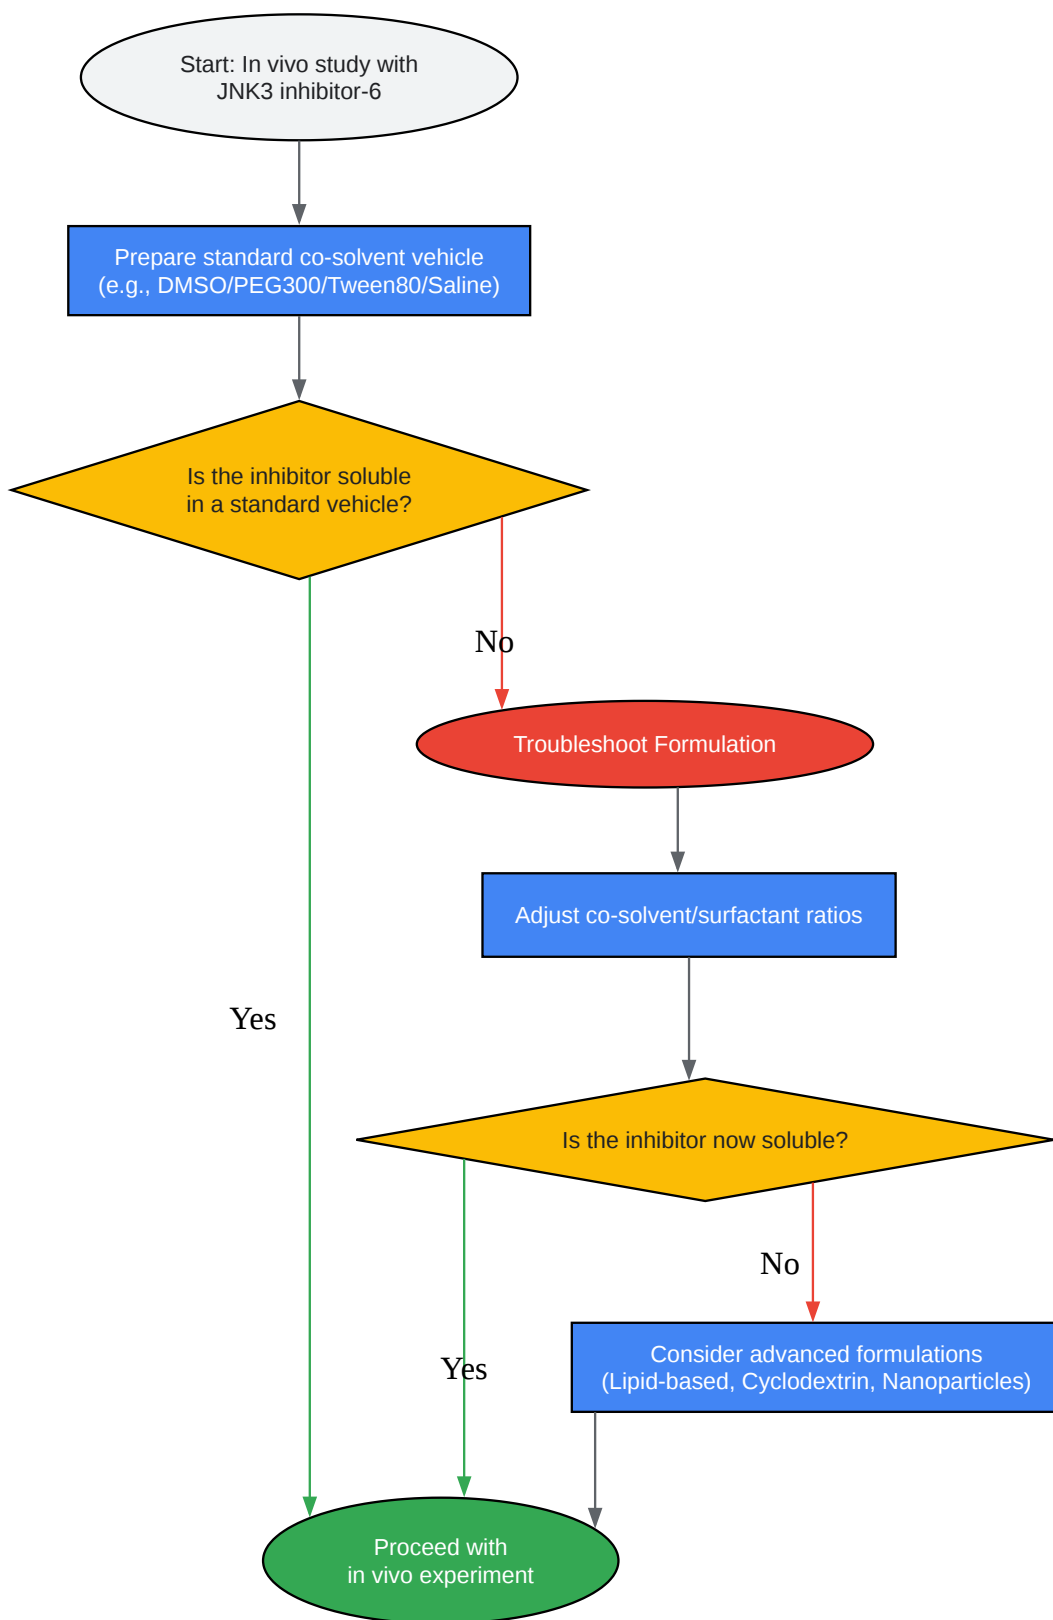 Start: In vivo study with
JNK3 inhibitor-6
Prepare standard co-solvent vehicle
(e.g., DMSO/PEG300/Tween80/Saline)
Is the inhibitor soluble
in a standard vehicle?
No
Troubleshoot Formulation
Adjust co-solvent/surfactant ratios
Yes
Is the inhibitor now soluble?
No
Yes
Consider advanced formulations
(Lipid-based, Cyclodextrin, Nanoparticles)
Proceed with
in vivo experiment